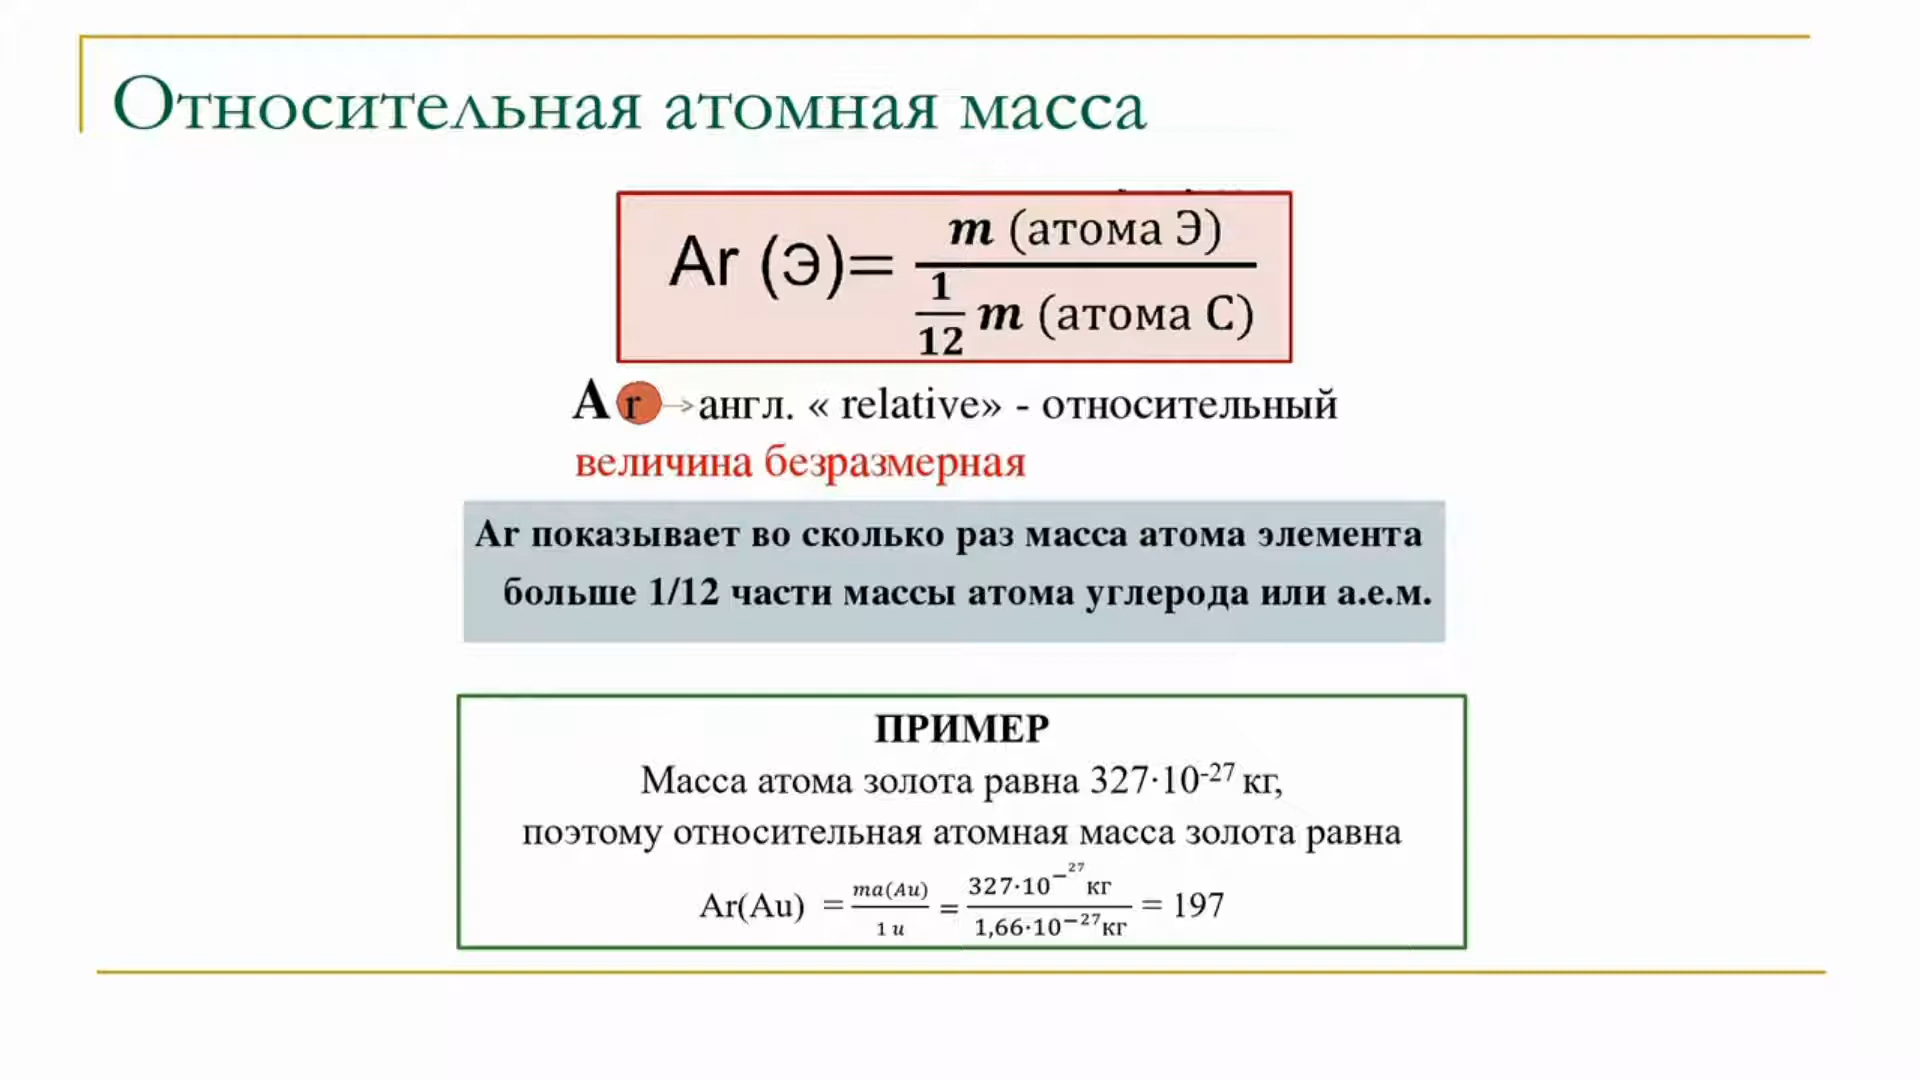 Относительная атомная масса
Ar (Э)= m (атома Э) / 1/12 m (атома С)
A r → англ. « relative» - относительный
величина безразмерная
Ar показывает во сколько раз масса атома элемента
больше 1/12 части массы атома углерода или а.е.м.
ПРИМЕР
Масса атома золота равна 327·10⁻²⁷ кг,
поэтому относительная атомная масса золота равна
Ar(Au) = ma(Au) / 1 u = 327·10⁻²⁷ кг / 1,66·10⁻²⁷ кг = 197